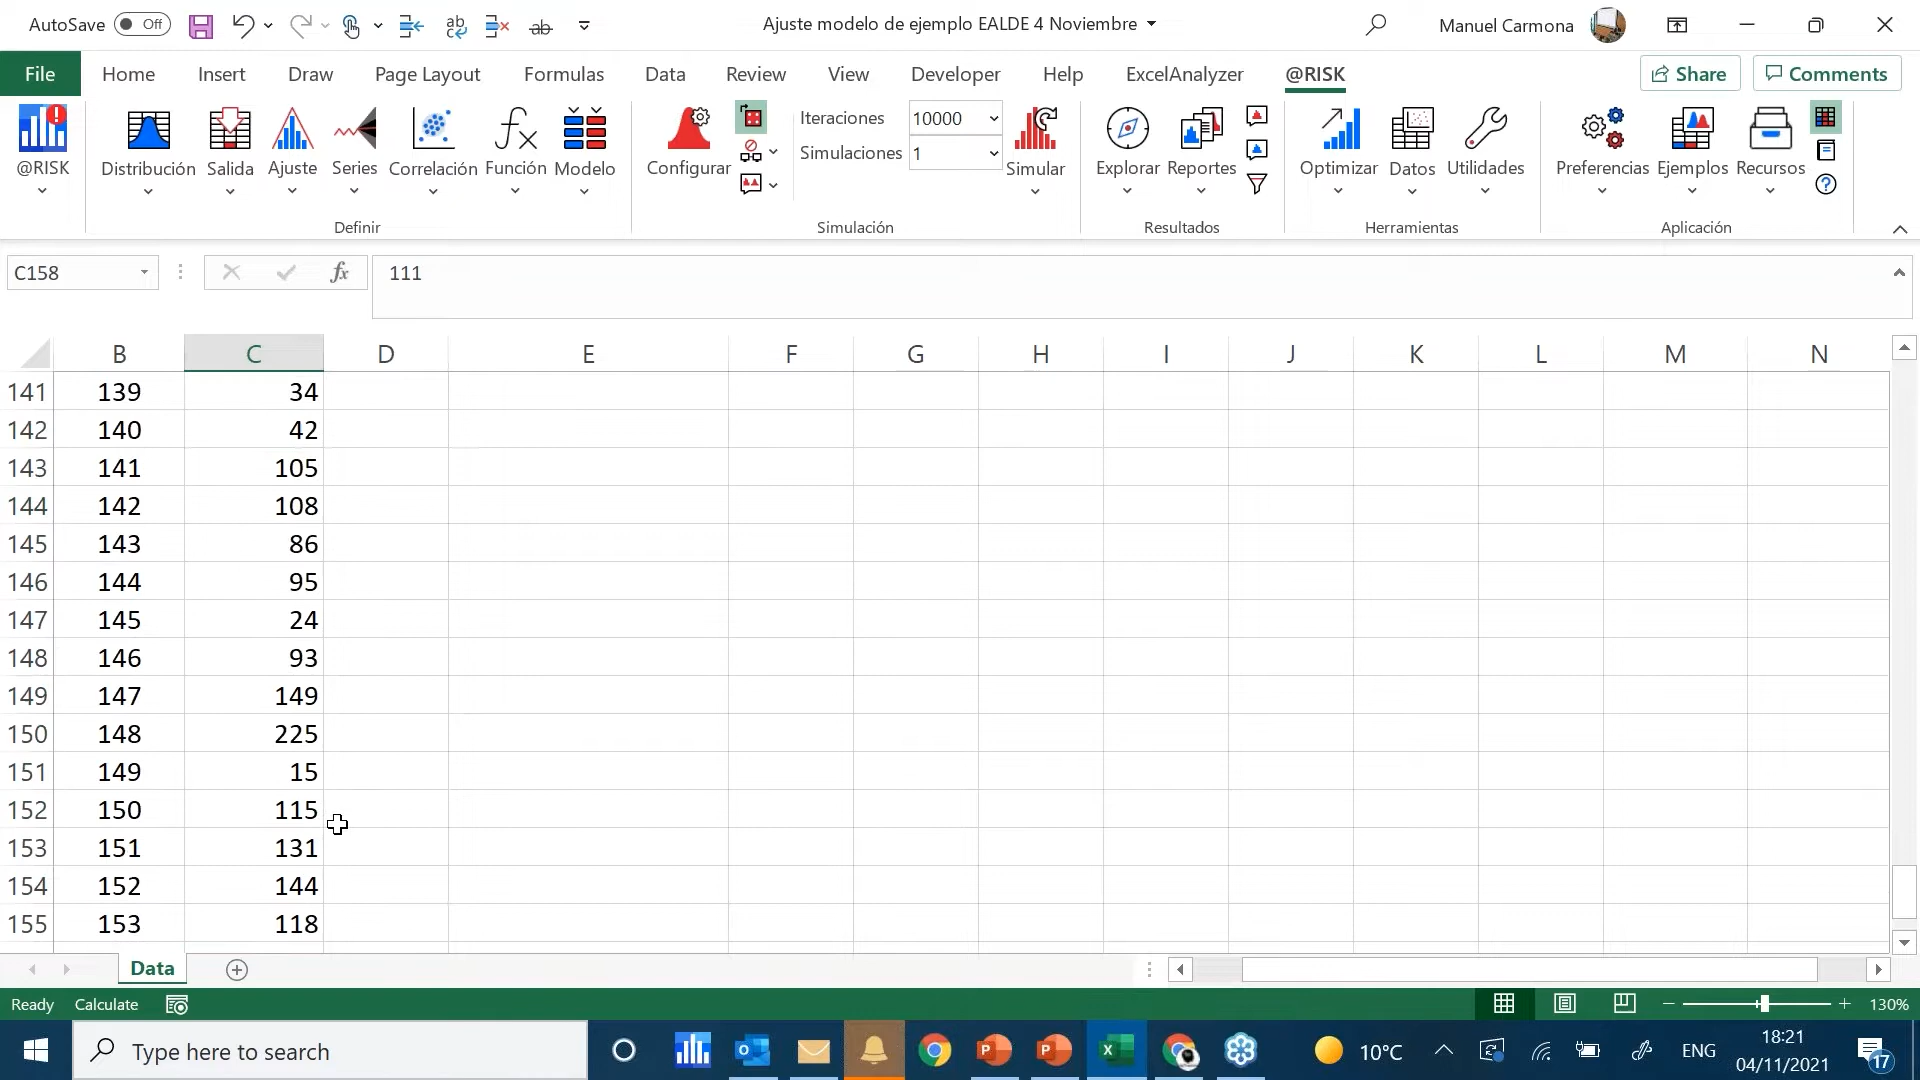 AutoSave Off Ajuste modelo de ejemplo EALDE 4 Noviembre Manuel Carmona
File Home Insert Draw Page Layout Formulas Data Review View Developer Help ExcelAnalyzer @RISK Share Comments
@RISK Distribución Salida Ajuste Series Correlación Función Modelo Configurar Iteraciones 10000 Simulaciones 1 Simular Explorar Reportes Optimizar Datos Utilidades Preferencias Ejemplos Recursos
Definir Simulación Resultados Herramientas Aplicación
C158 fx 111
B C D E F G H I J K L M N
141 139 34
142 140 42
143 141 105
144 142 108
145 143 86
146 144 95
147 145 24
148 146 93
149 147 149
150 148 225
151 149 15
152 150 115
153 151 131
154 152 144
155 153 118
Data
Ready Calculate 130%
Type here to search 10°C ENG 18:21 17
04/11/2021